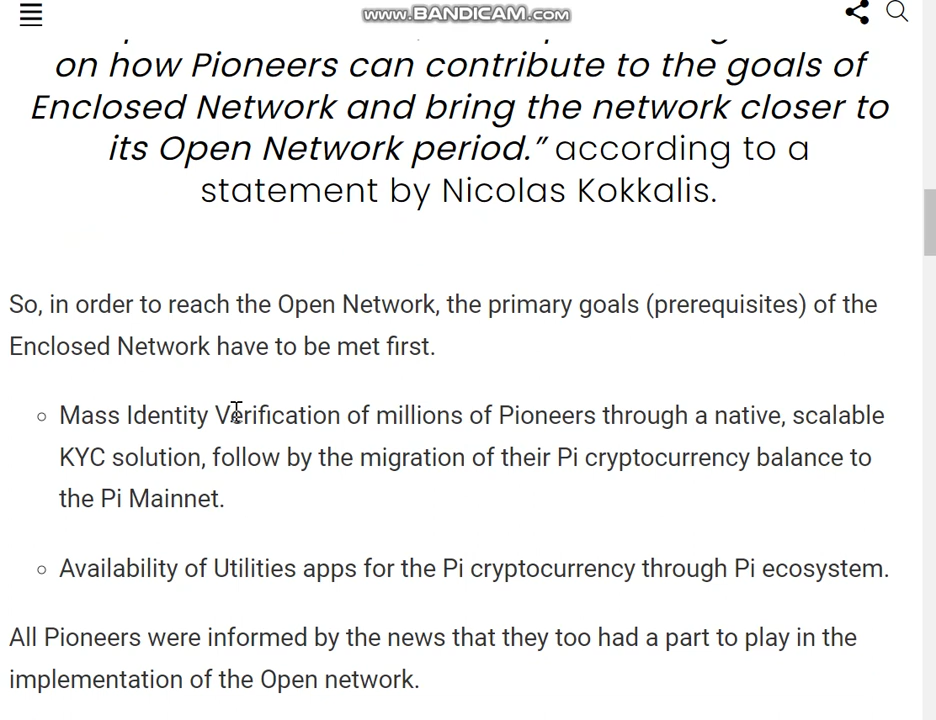 www.BANDICAM.com
on how Pioneers can contribute to the goals of
Enclosed Network and bring the network closer to
its Open Network period.” according to a
statement by Nicolas Kokkalis.
So, in order to reach the Open Network, the primary goals (prerequisites) of the
Enclosed Network have to be met first.
Mass Identity Verification of millions of Pioneers through a native, scalable
KYC solution, follow by the migration of their Pi cryptocurrency balance to
the Pi Mainnet.
Availability of Utilities apps for the Pi cryptocurrency through Pi ecosystem.
All Pioneers were informed by the news that they too had a part to play in the
implementation of the Open network.